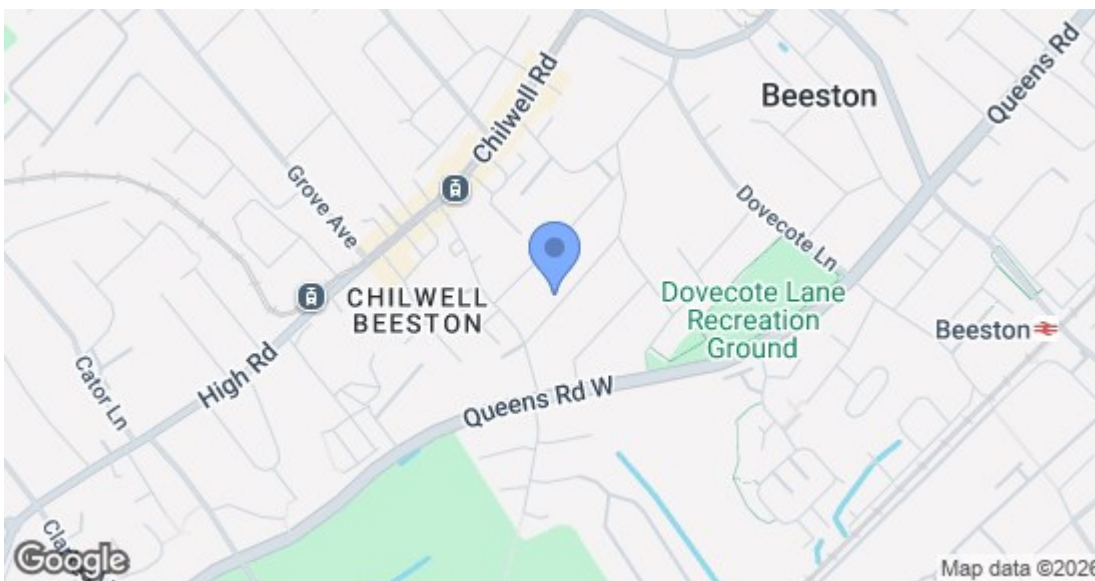 Chilwell Rd
Queens Rd
Beeston
Grove Ave
Dovecote Ln
CHILWELL
BEESTON
Dovecote Lane
Recreation
Ground
Beeston
High Rd
Cator Ln
Queens Rd W
Google
Map data ©2026